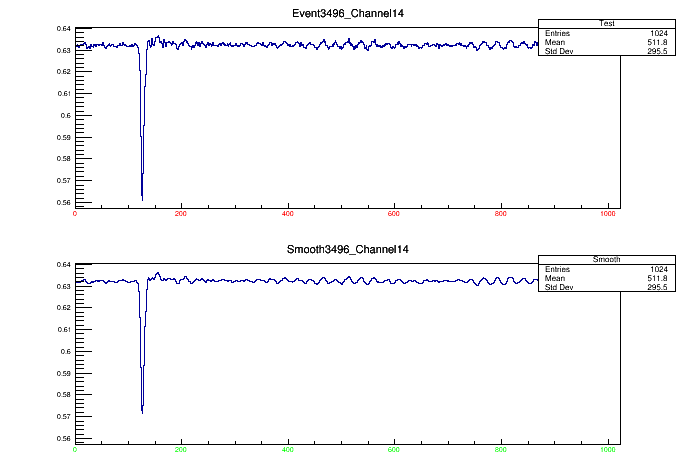 Event3496_Channel14
Test
Entries 1024
Mean 511.8
Std Dev 295.5
0.64
0.63
0.62
0.61
0.6
0.59
0.58
0.57
0.56
0 200 400 600 800 1000
Smooth3496_Channel14
Smooth
Entries 1024
Mean 511.8
Std Dev 295.5
0.64
0.63
0.62
0.61
0.6
0.59
0.58
0.57
0.56
0 200 400 600 800 1000